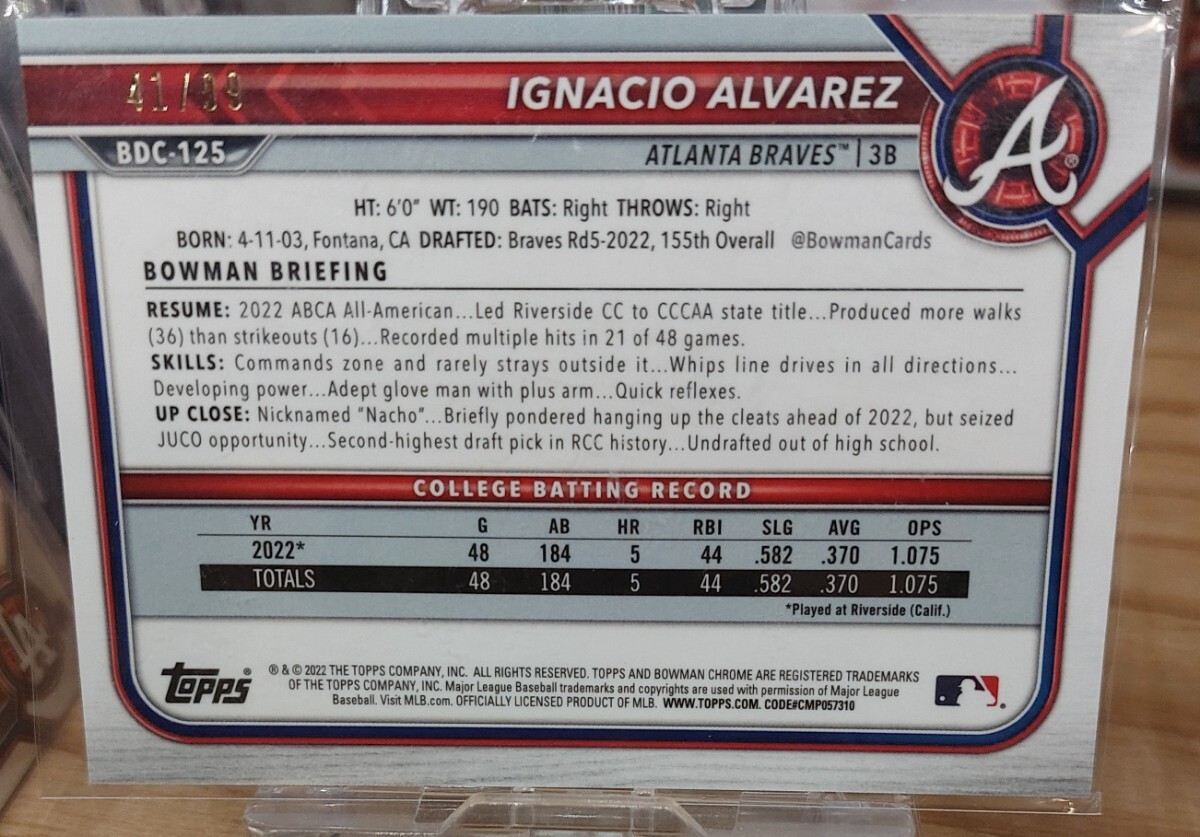 41/99
IGNACIO ALVAREZ
BDC-125
ATLANTA BRAVES™ | 3B
A®
HT: 6'0" WT: 190 BATS: Right THROWS: Right
BORN: 4-11-03, Fontana, CA DRAFTED: Braves Rd5-2022, 155th Overall @BowmanCards
BOWMAN BRIEFING
RESUME: 2022 ABCA All-American...Led Riverside CC to CCCAA state title...Produced more walks
(36) than strikeouts (16)...Recorded multiple hits in 21 of 48 games.
SKILLS: Commands zone and rarely strays outside it...Whips line drives in all directions...
Developing power...Adept glove man with plus arm...Quick reflexes.
UP CLOSE: Nicknamed "Nacho"...Briefly pondered hanging up the cleats ahead of 2022, but seized
JUCO opportunity...Second-highest draft pick in RCC history...Undrafted out of high school.
COLLEGE BATTING RECORD
YR G AB HR RBI SLG AVG OPS
2022* 48 184 5 44 .582 .370 1.075
TOTALS 48 184 5 44 .582 .370 1.075
*Played at Riverside (Calif.)
Topps®
® & © 2022 THE TOPPS COMPANY, INC. ALL RIGHTS RESERVED. TOPPS AND BOWMAN CHROME ARE REGISTERED TRADEMARKS
OF THE TOPPS COMPANY, INC. Major League Baseball trademarks and copyrights are used with permission of Major League
Baseball. Visit MLB.com. OFFICIALLY LICENSED PRODUCT OF MLB. WWW.TOPPS.COM. CODE#CMP057310
LA